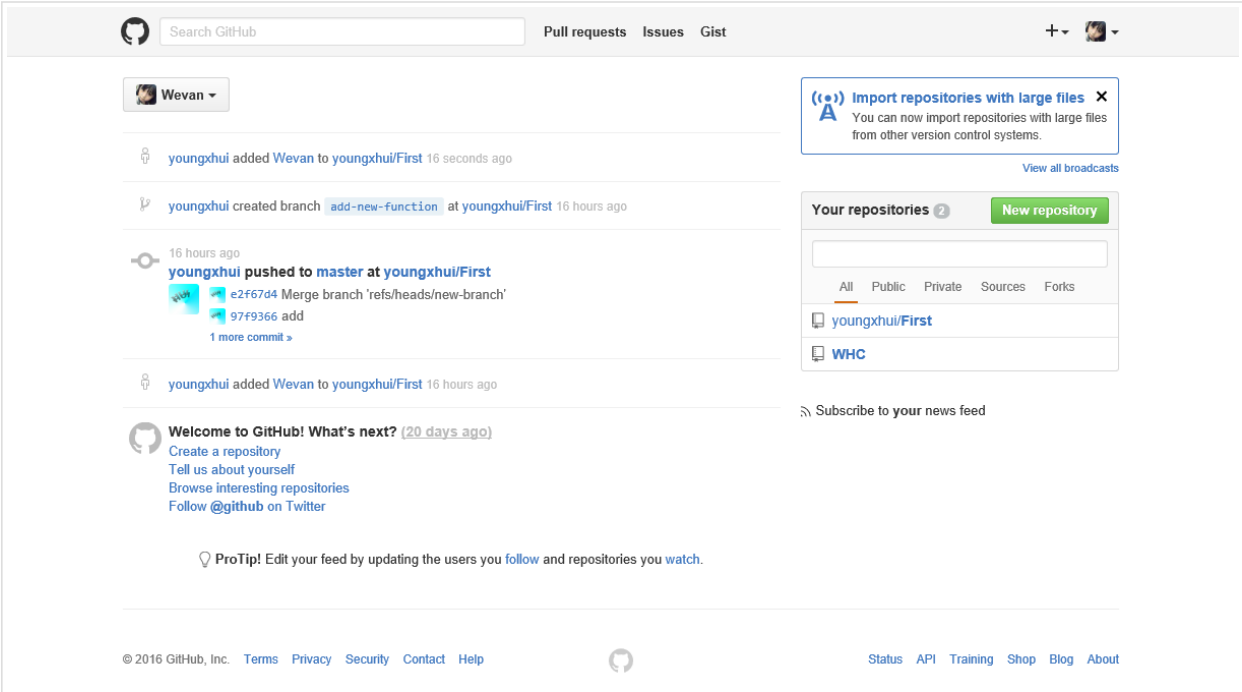 Search GitHub Pull requests Issues Gist
Wevan
youngxhui added Wevan to youngxhui/First 16 seconds ago
youngxhui created branch add-new-function at youngxhui/First 16 hours ago
16 hours ago
youngxhui pushed to master at youngxhui/First
e2f67d4 Merge branch 'refs/heads/new-branch'
97f9366 add
1 more commit »
youngxhui added Wevan to youngxhui/First 16 hours ago
Welcome to GitHub! What's next? (20 days ago)
Create a repository
Tell us about yourself
Browse interesting repositories
Follow @github on Twitter
ProTip! Edit your feed by updating the users you follow and repositories you watch.
Import repositories with large files
You can now import repositories with large files
from other version control systems.
View all broadcasts
Your repositories 2 New repository
All Public Private Sources Forks
youngxhui/First
WHC
Subscribe to your news feed
© 2016 GitHub, Inc. Terms Privacy Security Contact Help Status API Training Shop Blog About